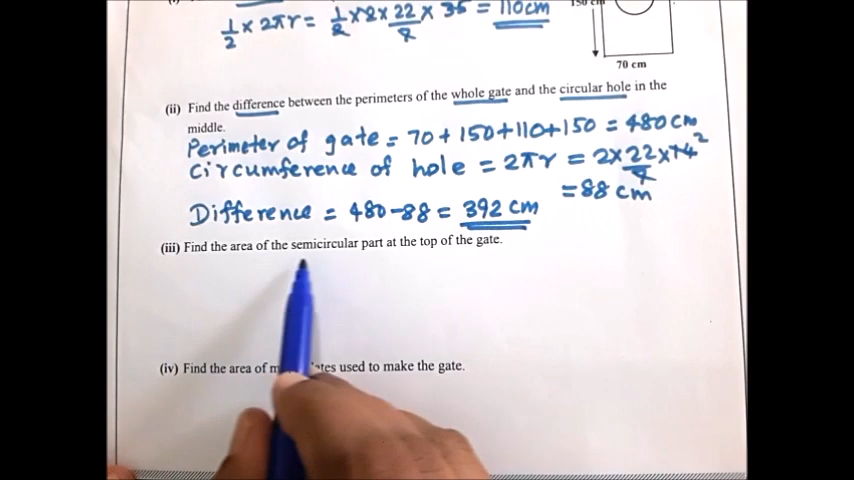 150 cm
1/2 × 2πr = 1/2 × 2 × 22/7 × 35 = 110 cm
70 cm
(ii) Find the difference between the perimeters of the whole gate and the circular hole in the
middle.
Perimeter of gate = 70 + 150 + 110 + 150 = 480 cm
Circumference of hole = 2πr = 2 × 22/7 × 14 2
= 88 cm
Difference = 480 - 88 = 392 cm
(iii) Find the area of the semicircular part at the top of the gate.
(iv) Find the area of used to make the gate.